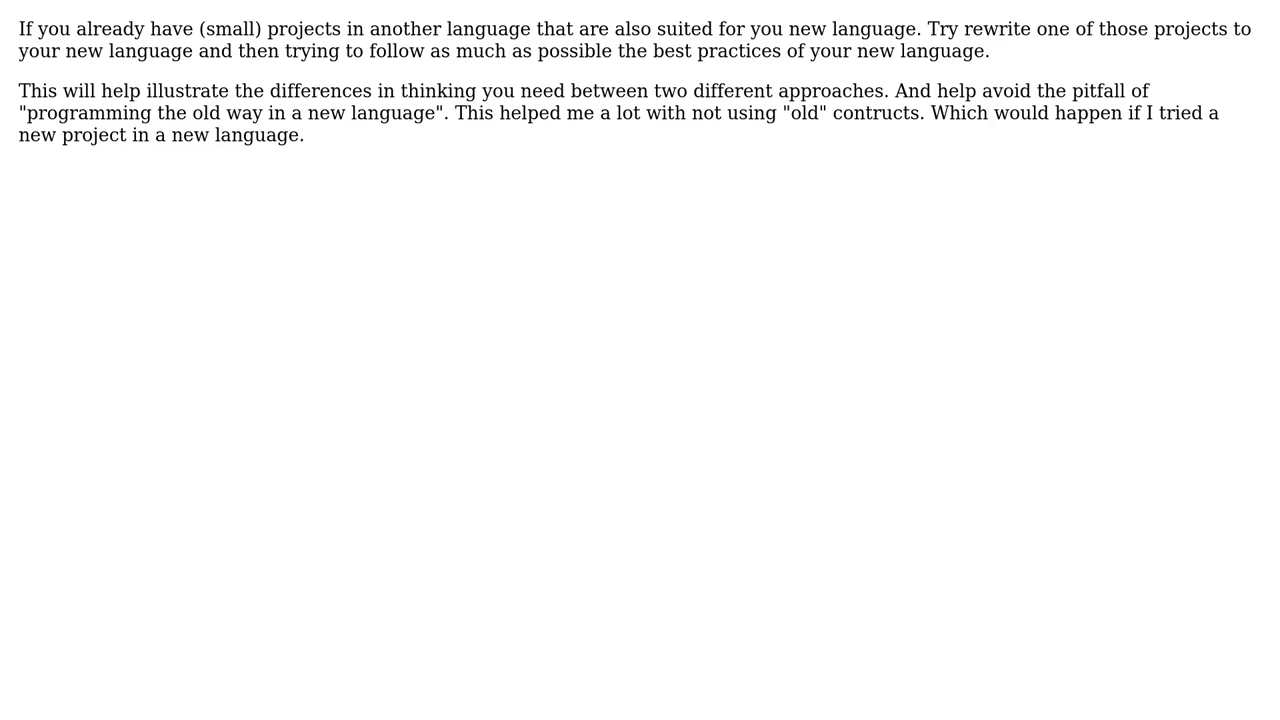 If you already have (small) projects in another language that are also suited for you new language. Try rewrite one of those projects to
your new language and then trying to follow as much as possible the best practices of your new language.
This will help illustrate the differences in thinking you need between two different approaches. And help avoid the pitfall of
"programming the old way in a new language". This helped me a lot with not using "old" contructs. Which would happen if I tried a
new project in a new language.